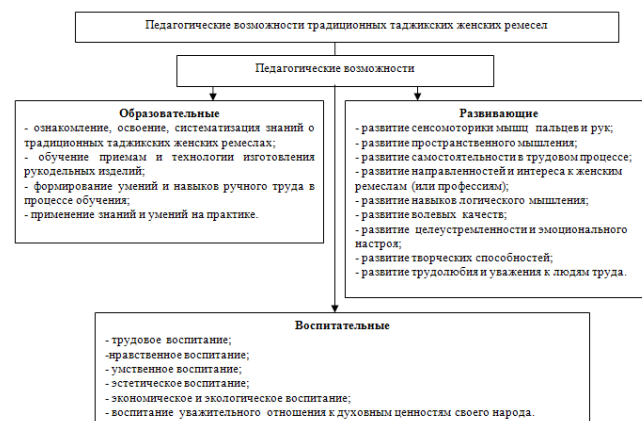 Педагогические возможности традиционных таджикских женских ремесел
Педагогические возможности
Образовательные
- ознакомление, освоение, систематизация знаний о
традиционных таджикских женских ремеслах;
- обучение приемам и технологии изготовления
рукодельных изделий;
- формирование умений и навыков ручного труда в
процессе обучения;
- применение знаний и умений на практике.
Развивающие
- развитие сенсомоторики мышц пальцев и рук;
- развитие пространственного мышления;
- развитие самостоятельности в трудовом процессе;
- развитие направленностей и интереса к женским
ремеслам (или профессиям);
- развитие навыков логического мышления;
- развитие волевых качеств;
- развитие целеустремленности и эмоционального
настроя;
- развитие творческих способностей;
- развитие трудолюбия и уважения к людям труда.
Воспитательные
- трудовое воспитание;
-нравственное воспитание;
- умственное воспитание;
- эстетическое воспитание;
- экономическое и экологическое воспитание;
- воспитание уважительного отношения к духовным ценностям своего народа.